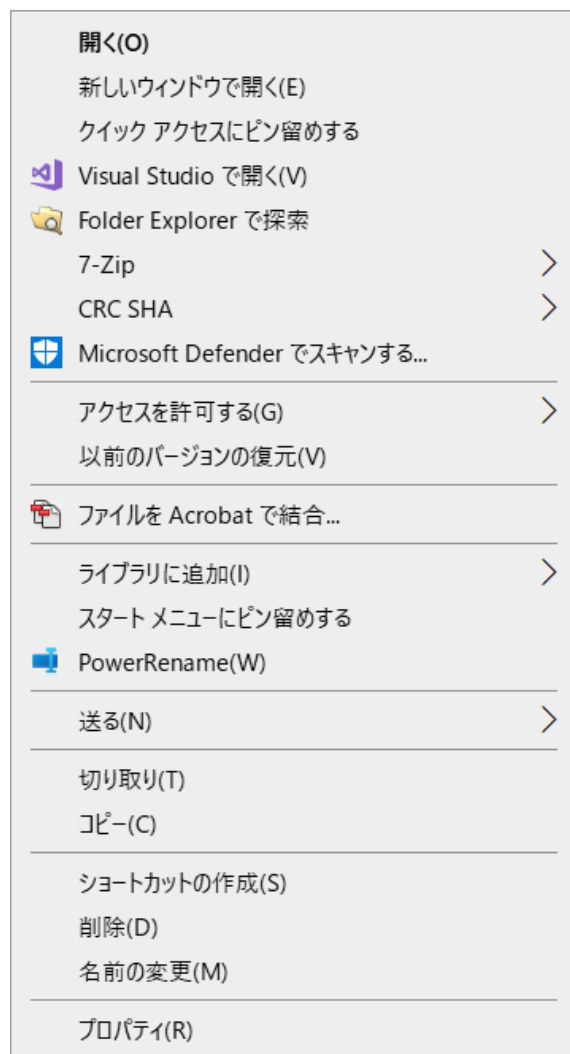 開く(O)
新しいウィンドウで開く(E)
クイック アクセスにピン留めする
Visual Studio で開く(V)
Folder Explorer で探索
7-Zip
CRC SHA
Microsoft Defender でスキャンする...
アクセスを許可する(G)
以前のバージョンの復元(V)
ファイルを Acrobat で結合...
ライブラリに追加(I)
スタート メニューにピン留めする
PowerRename(W)
送る(N)
切り取り(T)
コピー(C)
ショートカットの作成(S)
削除(D)
名前の変更(M)
プロパティ(R)